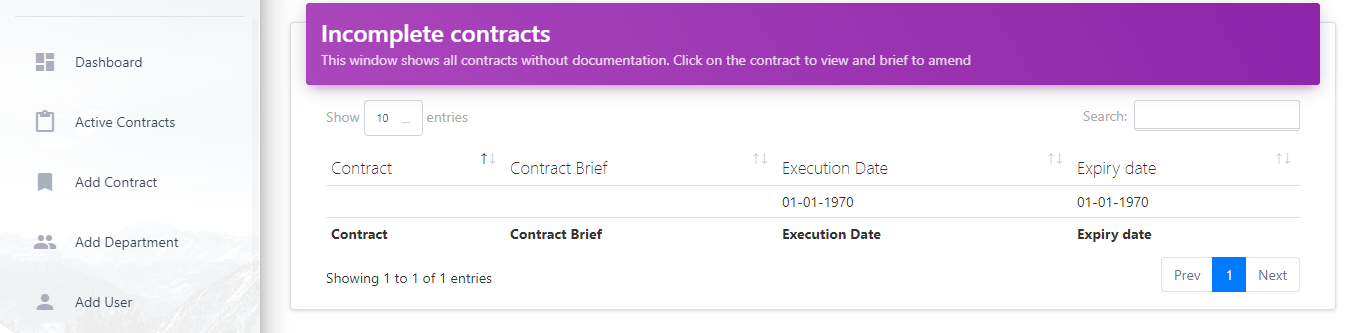 Dashboard
Active Contracts
Add Contract
Add Department
Add User
Incomplete contracts
This window shows all contracts without documentation. Click on the contract to view and brief to amend
Show 10 entries
Search:
Contract Contract Brief Execution Date Expiry date
01-01-1970 01-01-1970
Contract Contract Brief Execution Date Expiry date
Showing 1 to 1 of 1 entries
Prev 1 Next